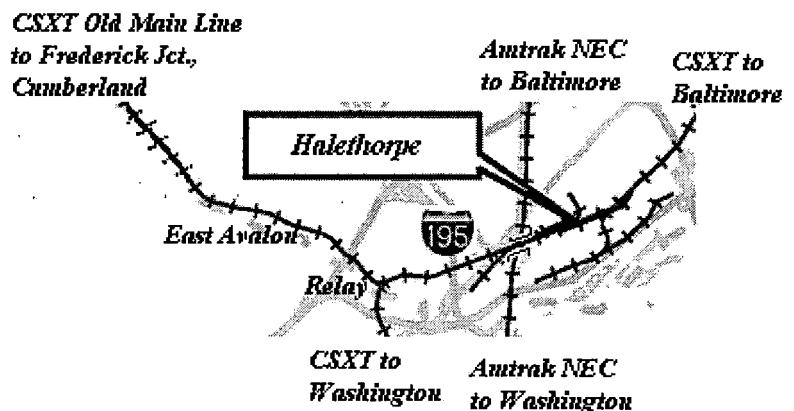 CSXT Old Main Line
to Frederick Jct.,
Cumberland
Amtrak NEC
to Baltimore
CSXT to
Baltimore
Halethorpe
East Avalon
195
Relay
CSXT to
Washington
Amtrak NEC
to Washington